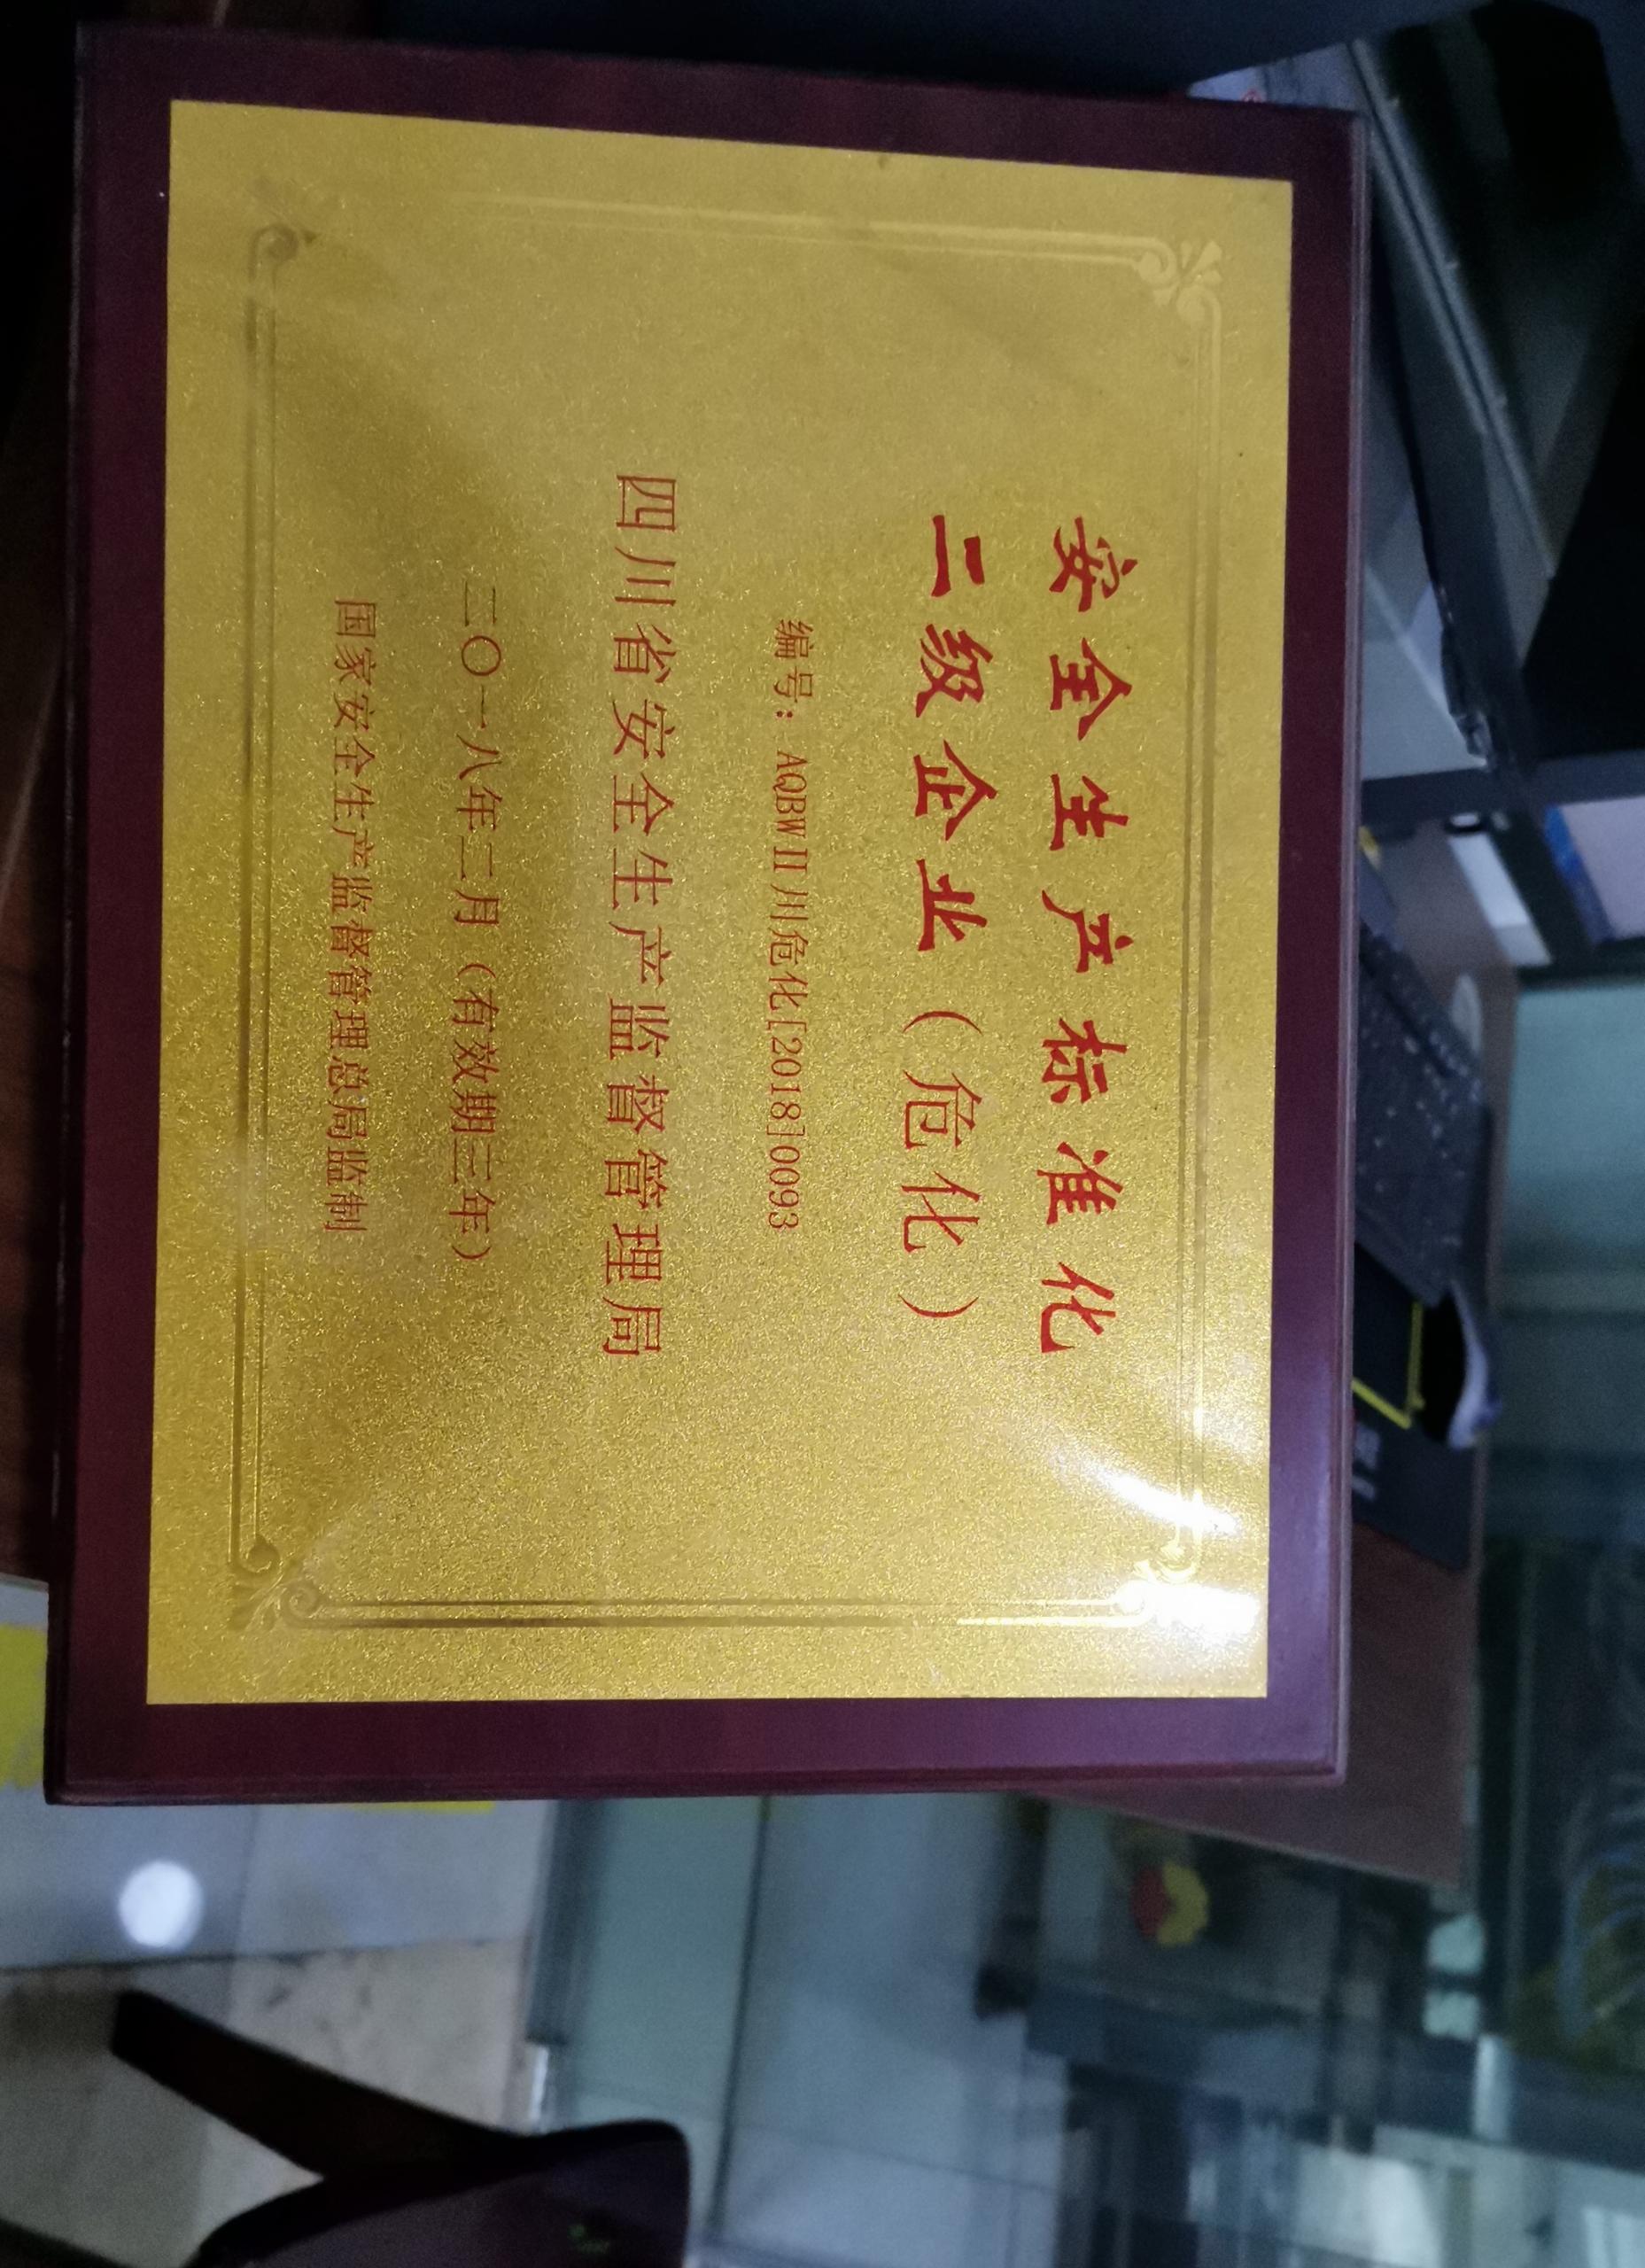 安全生产标准化
二级企业（危化）
编号：AQBWⅡ川危化[2018]0093
四川省安全生产监督管理局
二〇一八年二月（有效期三年）
国家安全生产监督管理总局监制